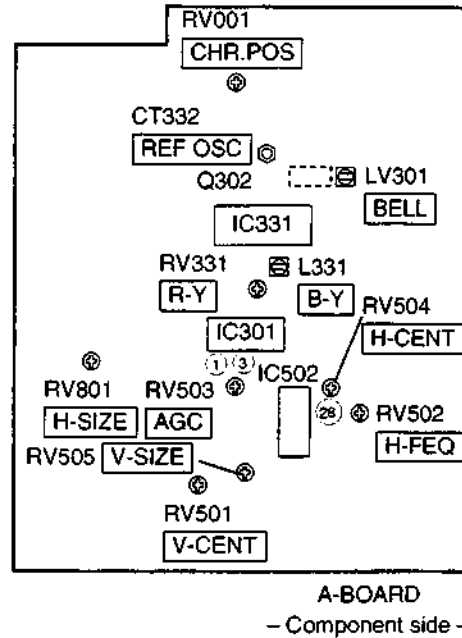 RV001
CHR.POS
CT332
REF OSC
Q302
LV301
BELL
IC331
RV331
L331
R-Y
B-Y
RV504
H-CENT
IC301
1 3
IC502
RV801
RV503
28
RV502
H-SIZE
AGC
H-FEQ
RV505
V-SIZE
RV501
V-CENT
A-BOARD
– Component side –